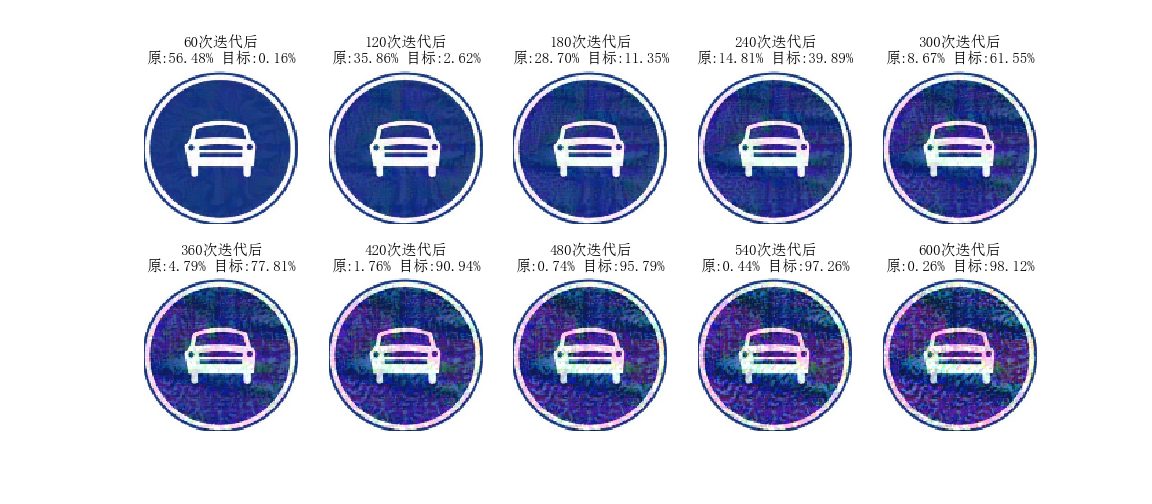 60次迭代后
原:56.48% 目标:0.16%
120次迭代后
原:35.86% 目标:2.62%
180次迭代后
原:28.70% 目标:11.35%
240次迭代后
原:14.81% 目标:39.89%
300次迭代后
原:8.67% 目标:61.55%
360次迭代后
原:4.79% 目标:77.81%
420次迭代后
原:1.76% 目标:90.94%
480次迭代后
原:0.74% 目标:95.79%
540次迭代后
原:0.44% 目标:97.26%
600次迭代后
原:0.26% 目标:98.12%